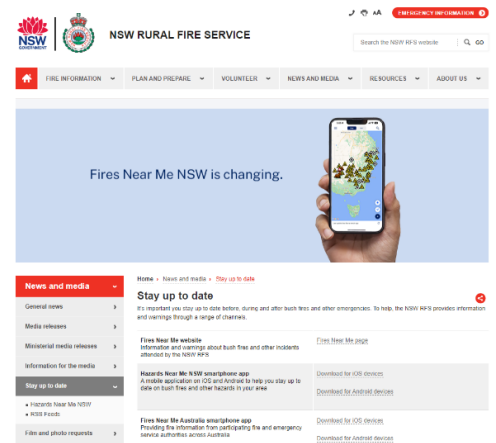 EMERGENCY INFORMATION
NSW
GOVERNMENT
NSW RURAL FIRE SERVICE
Search the NSW RFS website
GO
FIRE INFORMATION
PLAN AND PREPARE
VOLUNTEER
NEWS AND MEDIA
RESOURCES
ABOUT US
Fires Near Me NSW is changing.
News and media
General news
Media releases
Ministerial media releases
Information for the media
Stay up to date
Hazards Near Me NSW
RSS Feeds
Film and photo requests
Home
News and media
Stay up to date
Stay up to date
It's important you stay up to date before, during and after bush fires and other emergencies. To help, the NSW RFS provides information
and warnings through a range of channels.
Fires Near Me website
Information and warnings about bush fires and other incidents
attended by the NSW RFS
Fires Near Me page
Hazards Near Me NSW smartphone app
A mobile application on iOS and Android to help you stay up to
date on bush fires and other hazards in your area
Download for iOS devices
Download for Android devices
Fires Near Me Australia smartphone app
Providing fire information from participating fire and emergency
service authorities across Australia
Download for iOS devices
Download for Android devices